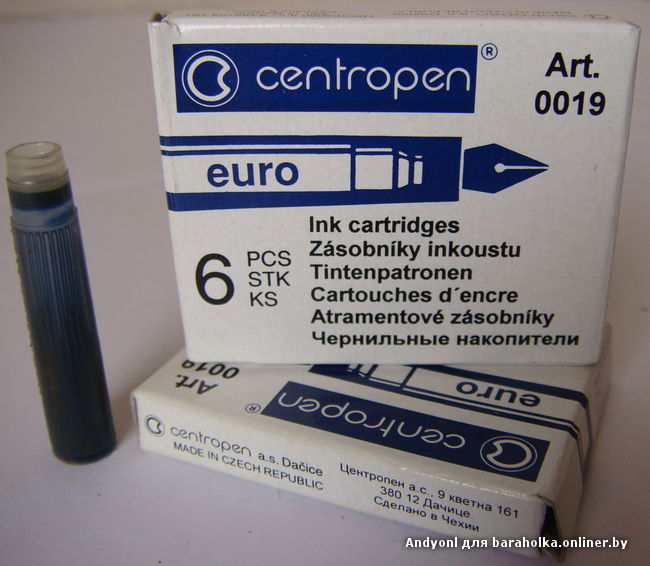 centropen®
Art.
0019
euro
6 PCS
STK
KS
Ink cartridges
Zásobníky inkoustu
Tintenpatronen
Cartouches d´encre
Atramentové zásobníky
Чернильные накопители
Art.
0019
centropen®
euro
centropen a.s. Dačice
MADE IN CZECH REPUBLIC
Центропен а.с., 9 кветна 161
380 12 Дачице.
Сделано в Чехии
Andyonl для baraholka.onliner.by